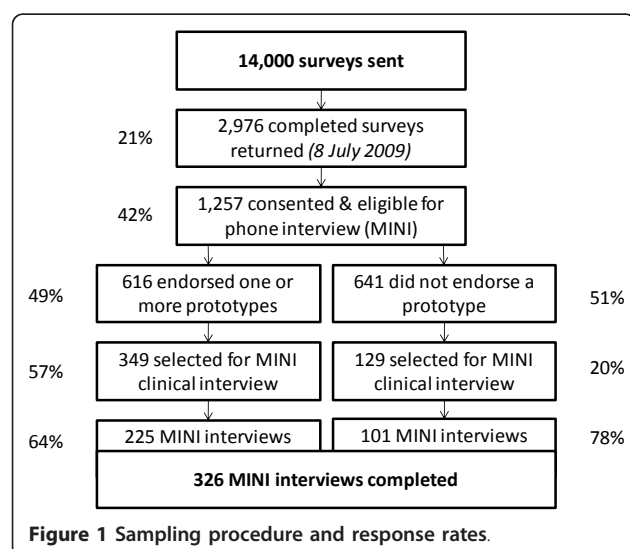 14,000 surveys sent
21%
2,976 completed surveys
returned (8 July 2009)
42%
1,257 consented & eligible for
phone interview (MINI)
49%
616 endorsed one or
more prototypes
641 did not endorse a
prototype
51%
57%
349 selected for MINI
clinical interview
129 selected for MINI
clinical interview
20%
64%
225 MINI interviews
101 MINI interviews
78%
326 MINI interviews completed
Figure 1 Sampling procedure and response rates.